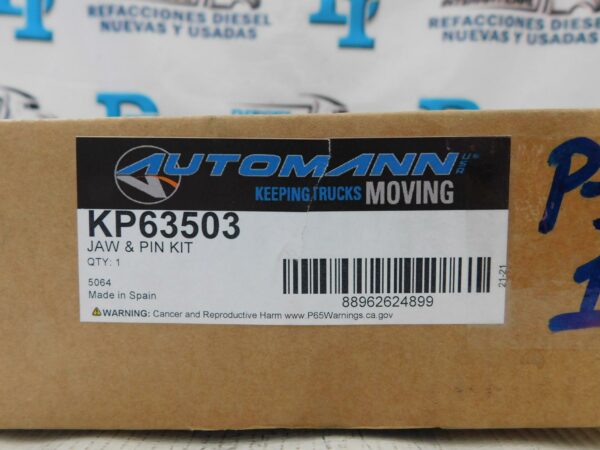 REFACCIONES DIESEL
NUEVAS Y USADAS
REFACCIONES DIESEL
NUEVAS Y USADAS
AUTOMANN USA
KEEPING TRUCKS MOVING
KP63503
JAW & PIN KIT
QTY: 1
5064
Made in Spain
88962624899
21-21
⚠WARNING: Cancer and Reproductive Harm www.P65Warnings.ca.gov